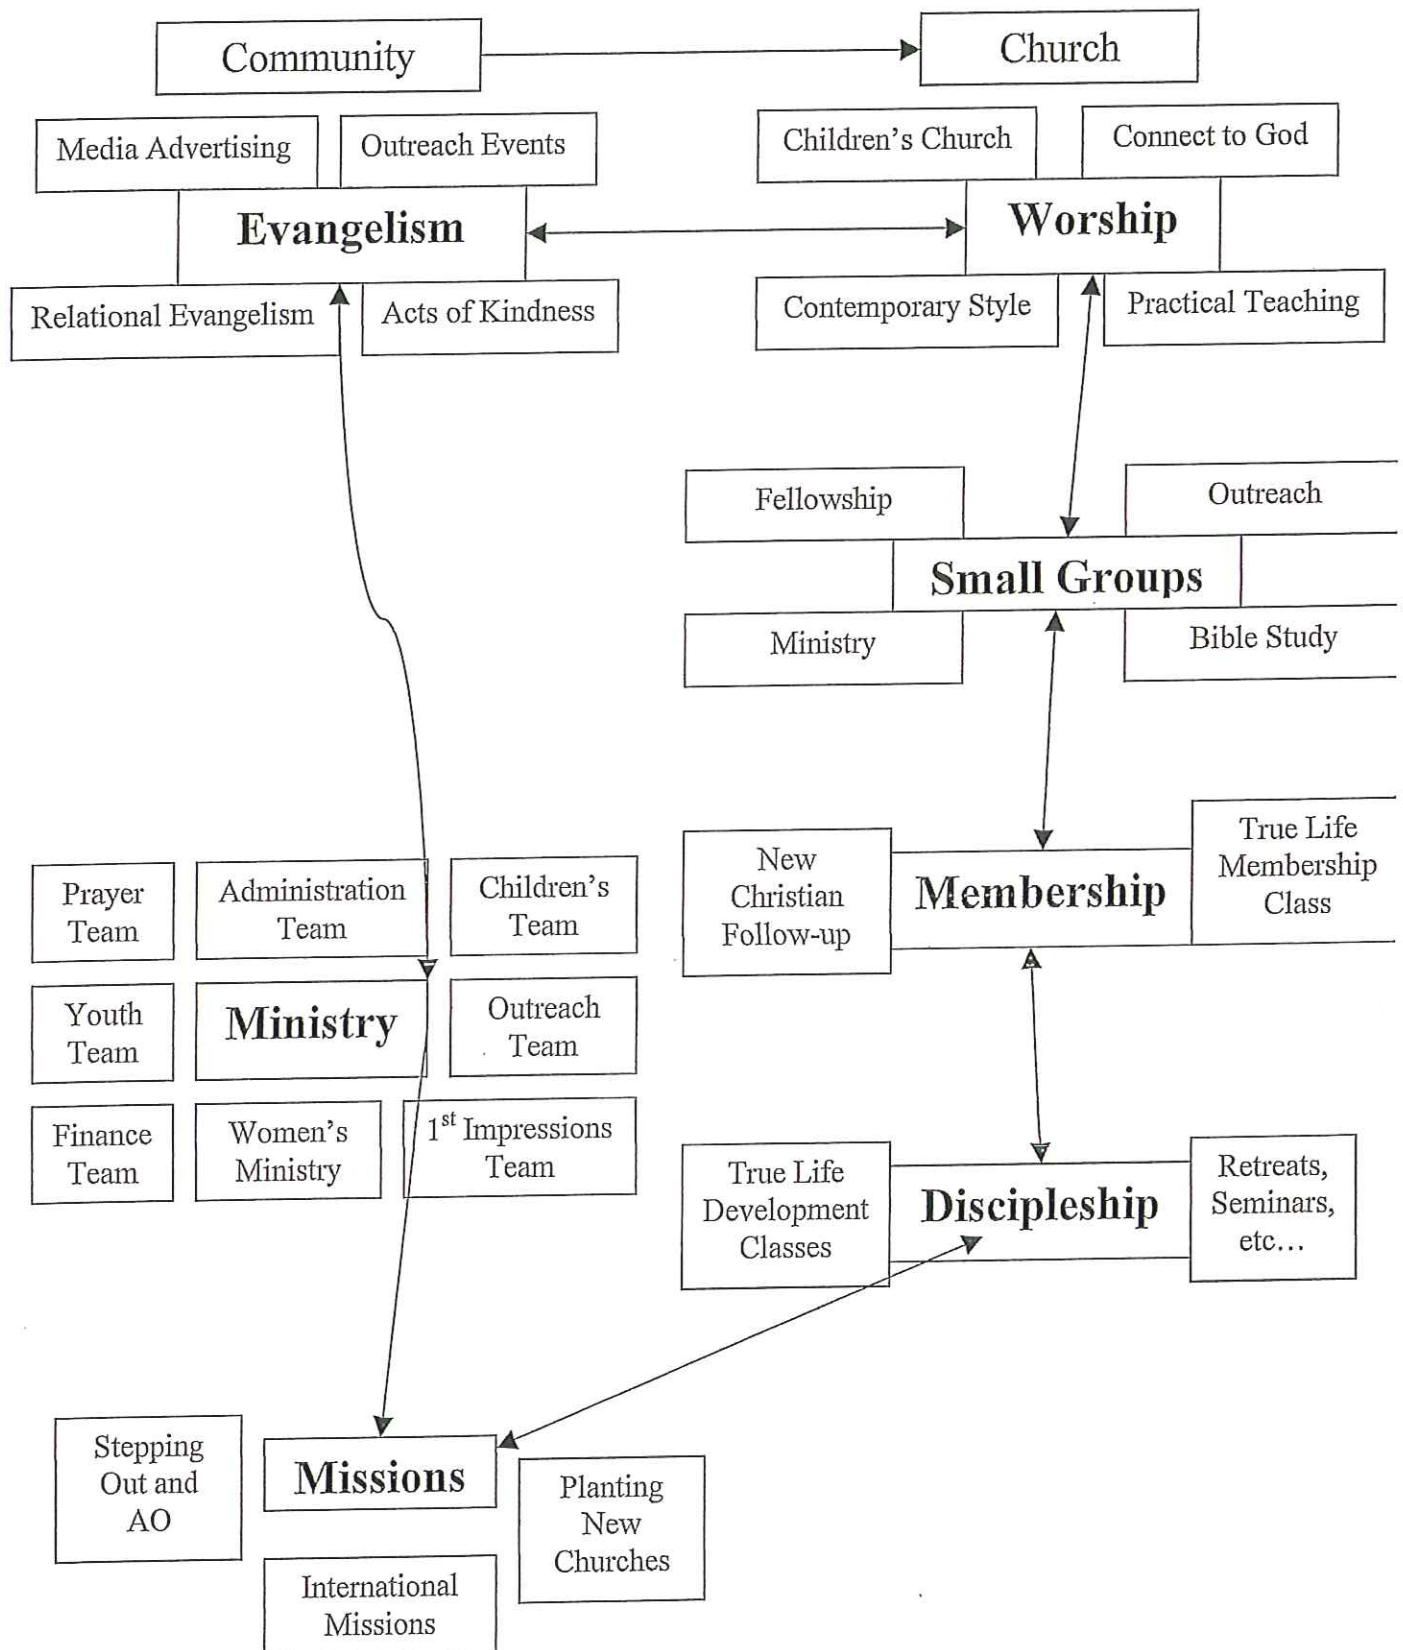 Community
Church
Media Advertising
Outreach Events
Children's Church
Connect to God
Evangelism
Worship
Relational Evangelism
Acts of Kindness
Contemporary Style
Practical Teaching
Fellowship
Outreach
Small Groups
Ministry
Bible Study
New
Christian
Follow-up
Membership
True Life
Membership
Class
Prayer
Team
Administration
Team
Children's
Team
Youth
Team
Ministry
Outreach
Team
Finance
Team
Women's
Ministry
1st Impressions
Team
True Life
Development
Classes
Discipleship
Retreats,
Seminars,
etc...
Stepping
Out and
AO
Missions
Planting
New
Churches
International
Missions